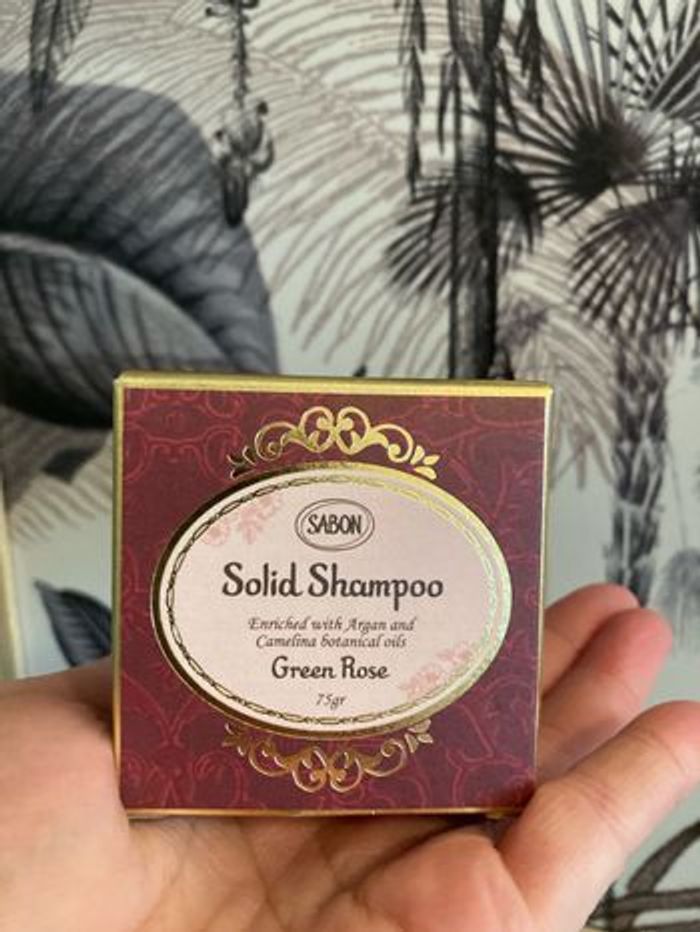 SABON
Solid Shampoo
Enriched with Argan and
Camelina botanical oils
Green Rose
75gr